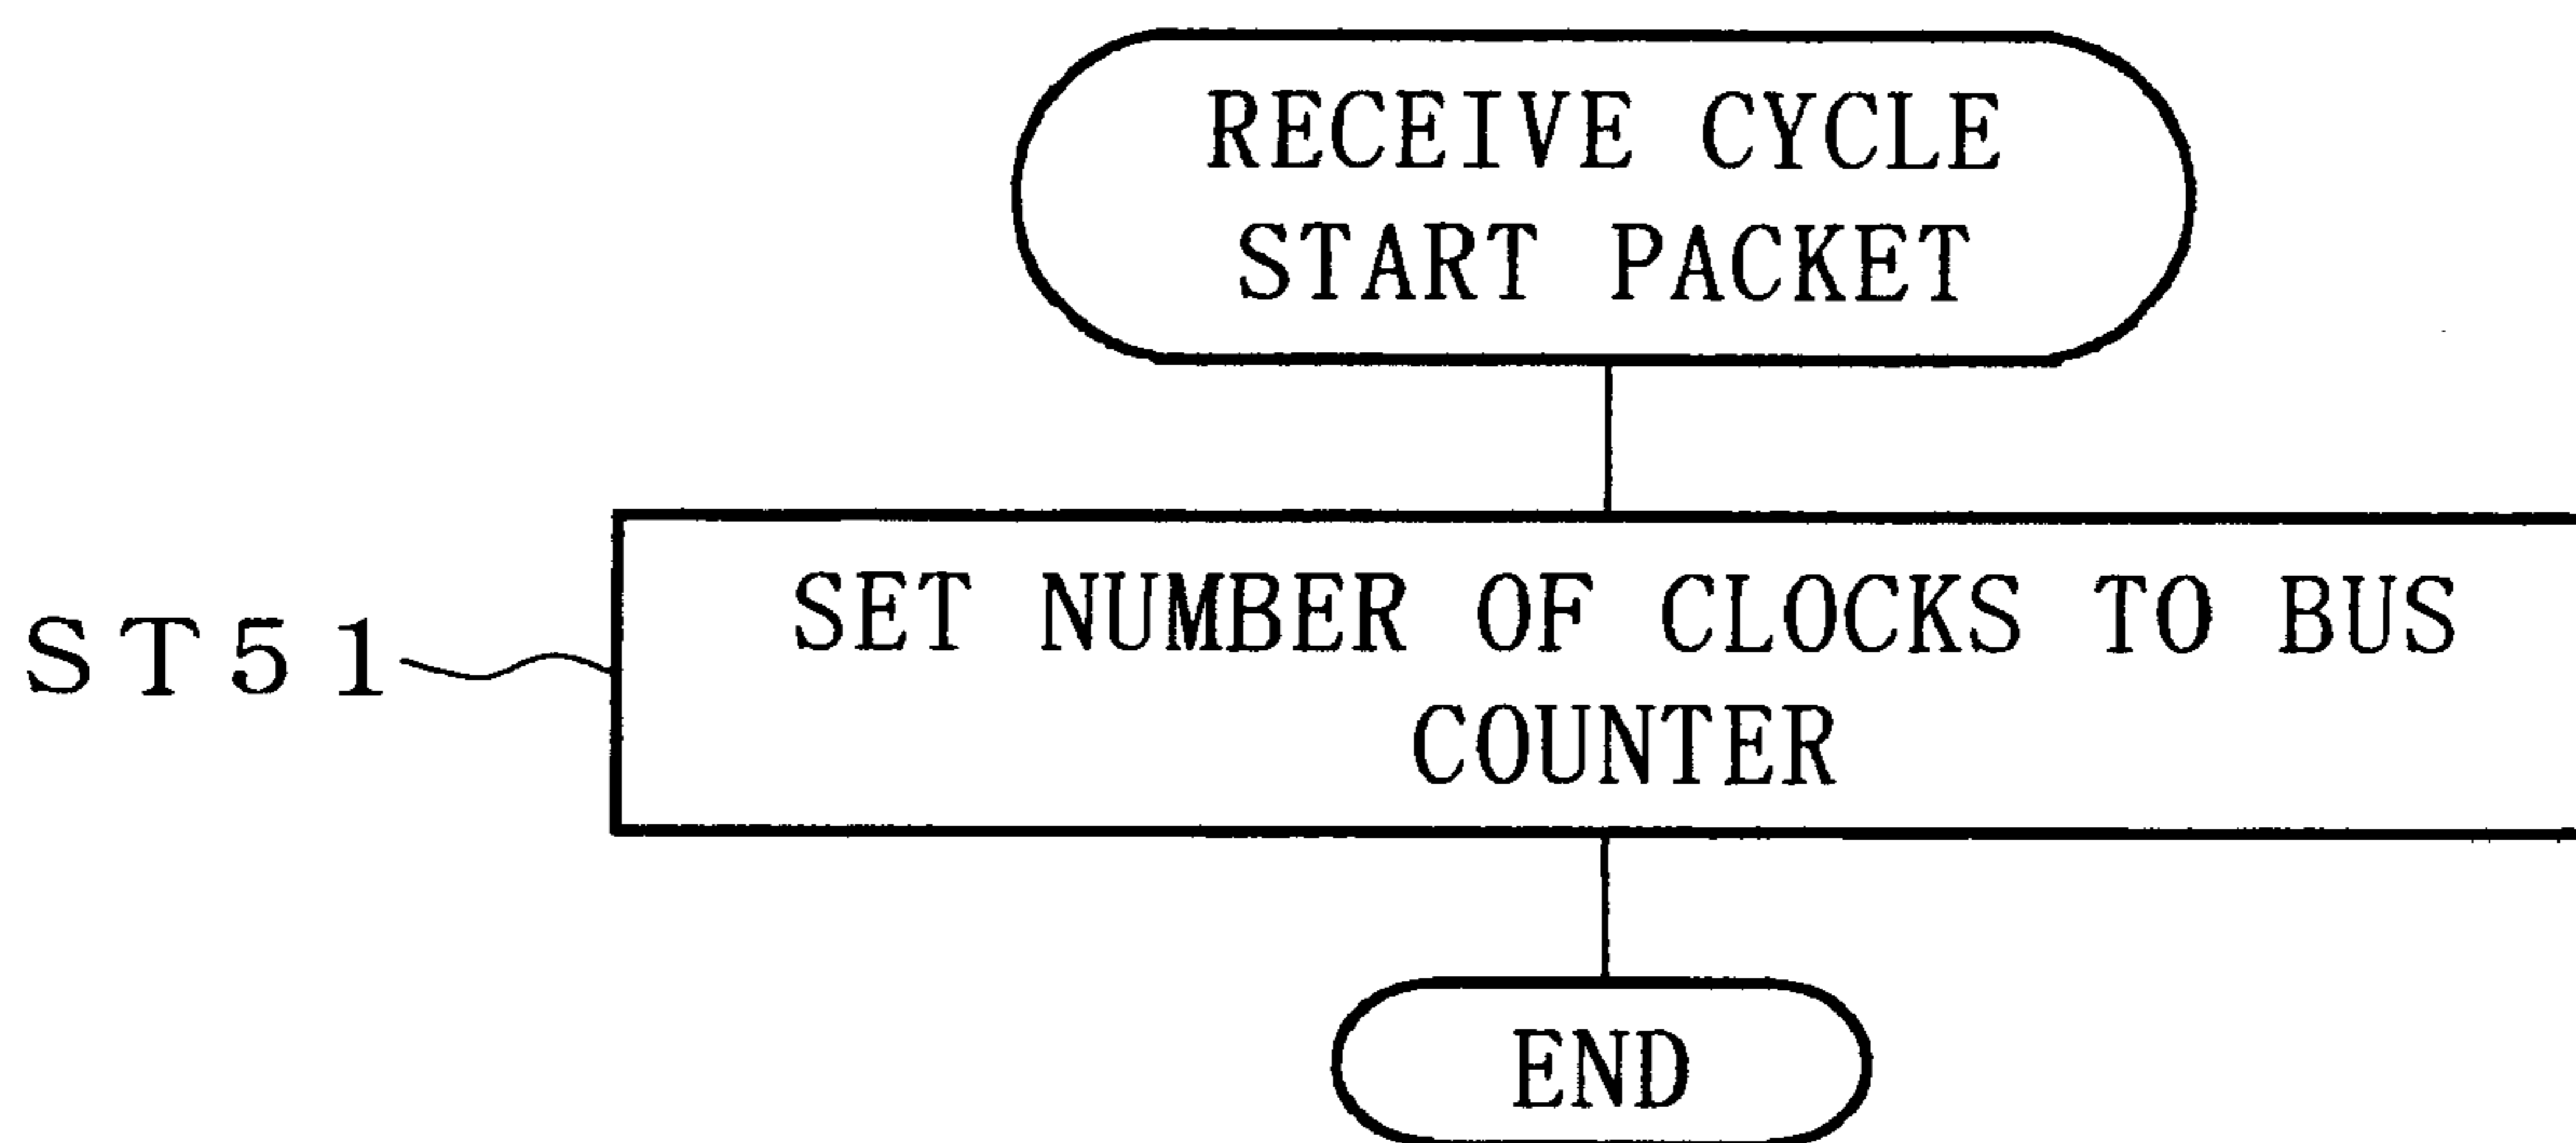 RECEIVE CYCLE
START PACKET
SET NUMBER OF CLOCKS TO BUS
ST51
COUNTER
END